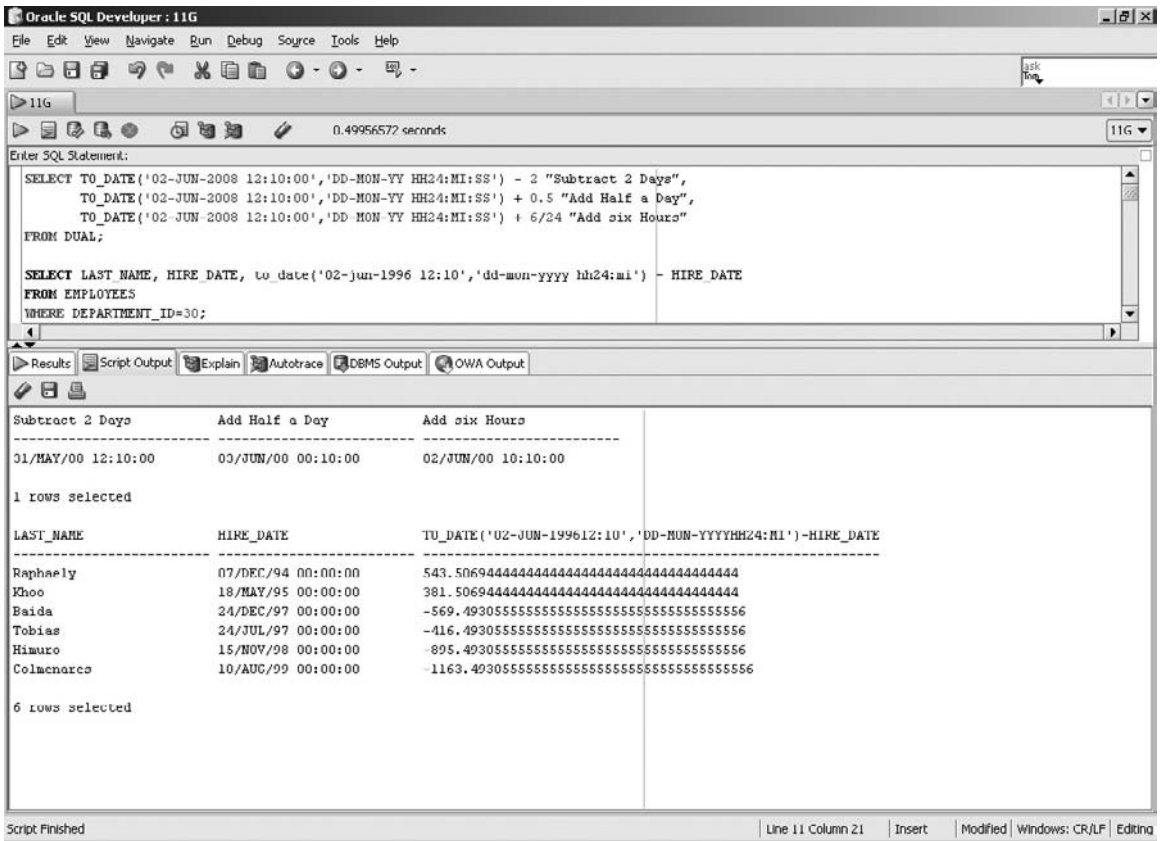 Oracle SQL Developer : 11G
File Edit View Navigate Run Debug Source Tools Help
ask
Tom
11G
0.49956572 seconds
11G
Enter SQL Statement:
SELECT TO_DATE('02-JUN-2008 12:10:00','DD-MON-YY HH24:MI:SS') - 2 "Subtract 2 Days",
TO_DATE('02-JUN-2008 12:10:00','DD-MON-YY HH24:MI:SS') + 0.5 "Add Half a Day",
TO_DATE('02-JUN-2008 12:10:00','DD-MON-YY HH24:MI:SS') + 6/24 "Add six Hours"
FROM DUAL;
SELECT LAST_NAME, HIRE_DATE, to_date('02-jun-1996 12:10','dd-mon-yyyy hh24:mi') - HIRE_DATE
FROM EMPLOYEES
WHERE DEPARTMENT_ID=30;
Results Script Output Explain Autotrace DBMS Output OWA Output
Subtract 2 Days Add Half a Day Add six Hours
------------------------- ------------------------- -------------------------
31/MAY/00 12:10:00 03/JUN/00 00:10:00 02/JUN/00 10:10:00
1 rows selected
LAST_NAME HIRE_DATE TO_DATE('02-JUN-199612:10','DD-MON-YYYYHH24:MI')-HIRE_DATE
------------------------- ------------------------- ----------------------------------------------------------
Raphaely 07/DEC/94 00:00:00 543.506944444444444444444444444444444444
Khoo 18/MAY/95 00:00:00 381.506944444444444444444444444444444444
Baida 24/DEC/97 00:00:00 -569.493055555555555555555555555555555556
Tobias 24/JUL/97 00:00:00 -416.493055555555555555555555555555555556
Himuro 15/NOV/98 00:00:00 -895.493055555555555555555555555555555556
Colmenares 10/AUG/99 00:00:00 -1163.493055555555555555555555555555555556
6 rows selected
Script Finished Line 11 Column 21 Insert Modified Windows: CR/LF Editing